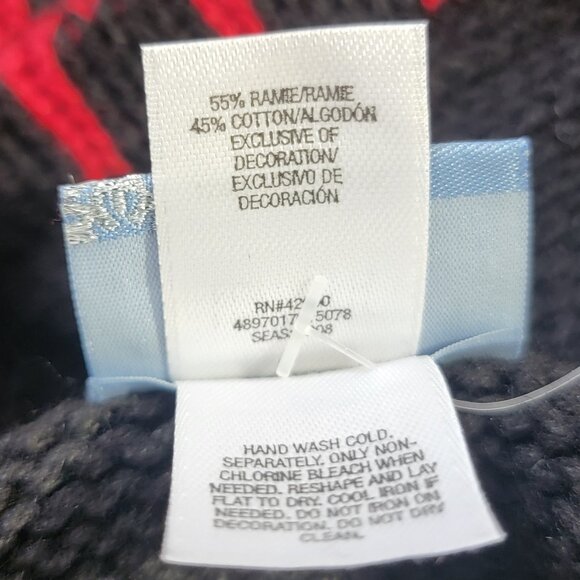 55% RAMIE/RAMIE
45% COTTON/ALGODÓN
EXCLUSIVE OF
DECORATION/
EXCLUSIVO DE
DECORACIÓN
HAND WASH COLD.
SEPARATELY. ONLY NON-
CHLORINE BLEACH WHEN
NEEDED. RESHAPE AND LAY
FLAT TO DRY. COOL IRON IF
NEEDED. DO NOT IRON ON
DECORATION. DO NOT DRY
CLEAN.